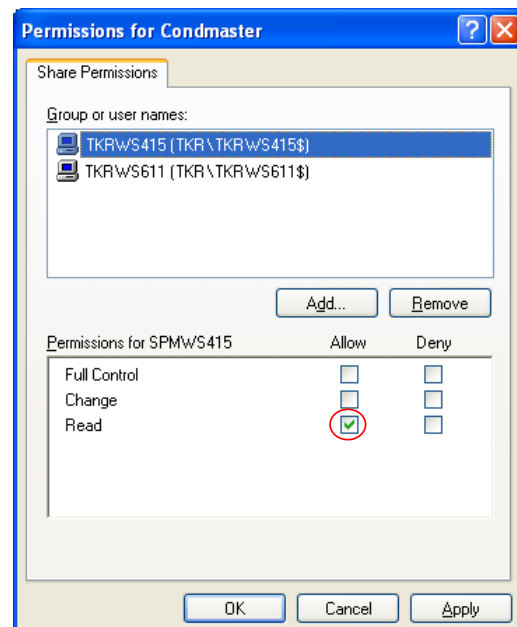 Permissions for Condmaster
Share Permissions
Group or user names:
TKRWS415 (TKR\TKRWS415$)
TKRWS611 (TKR\TKRWS611$)
Add... Remove
Permissions for SPMWS415 Allow Deny
Full Control
Change
Read
OK Cancel Apply